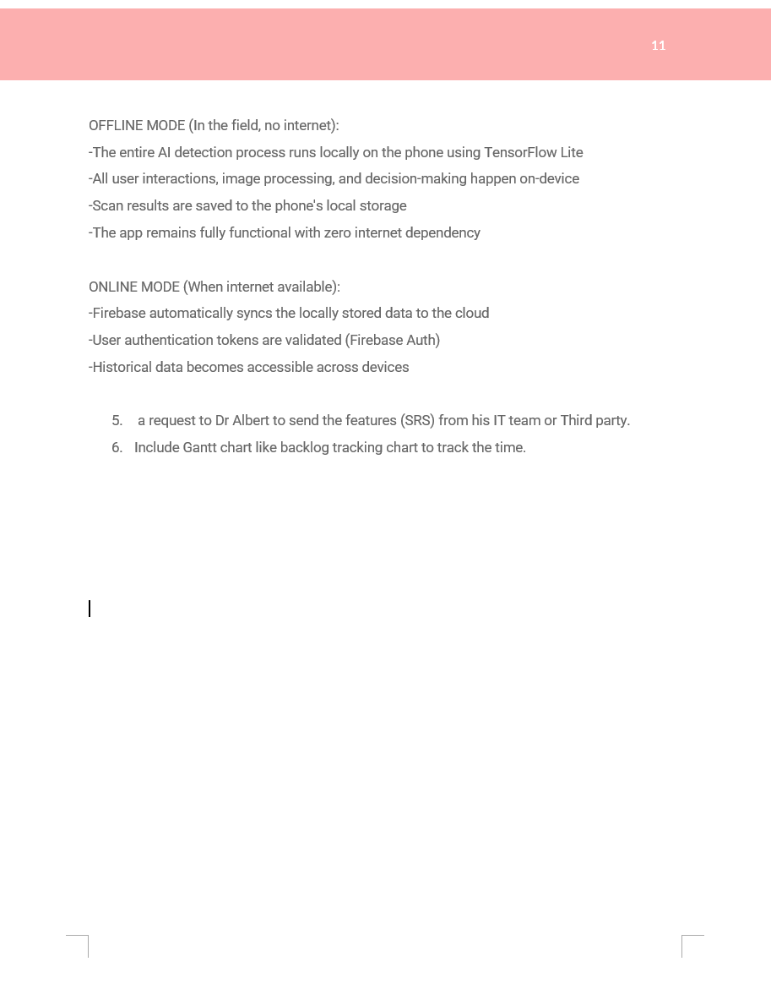 11
OFFLINE MODE (In the field, no internet):
-The entire AI detection process runs locally on the phone using TensorFlow Lite
-All user interactions, image processing, and decision-making happen on-device
-Scan results are saved to the phone's local storage
-The app remains fully functional with zero internet dependency
ONLINE MODE (When internet available):
-Firebase automatically syncs the locally stored data to the cloud
-User authentication tokens are validated (Firebase Auth)
-Historical data becomes accessible across devices
5. a request to Dr Albert to send the features (SRS) from his IT team or Third party.
6. Include Gantt chart like backlog tracking chart to track the time.